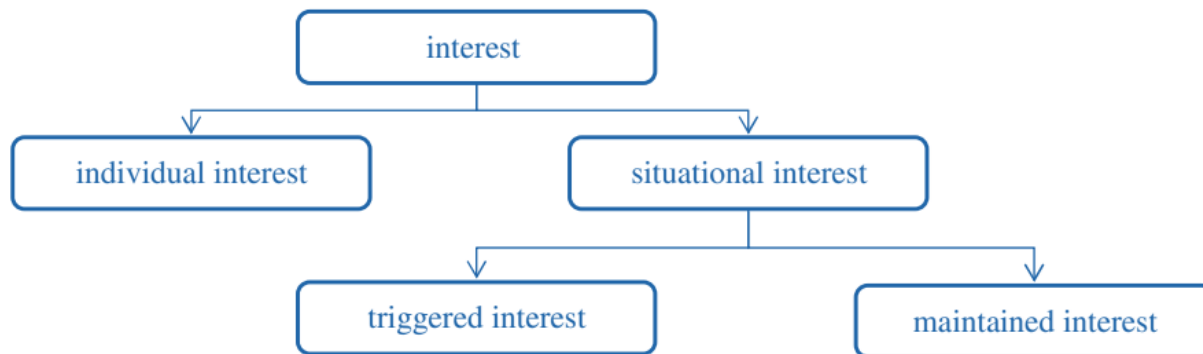 interest
individual interest
situational interest
triggered interest
maintained interest